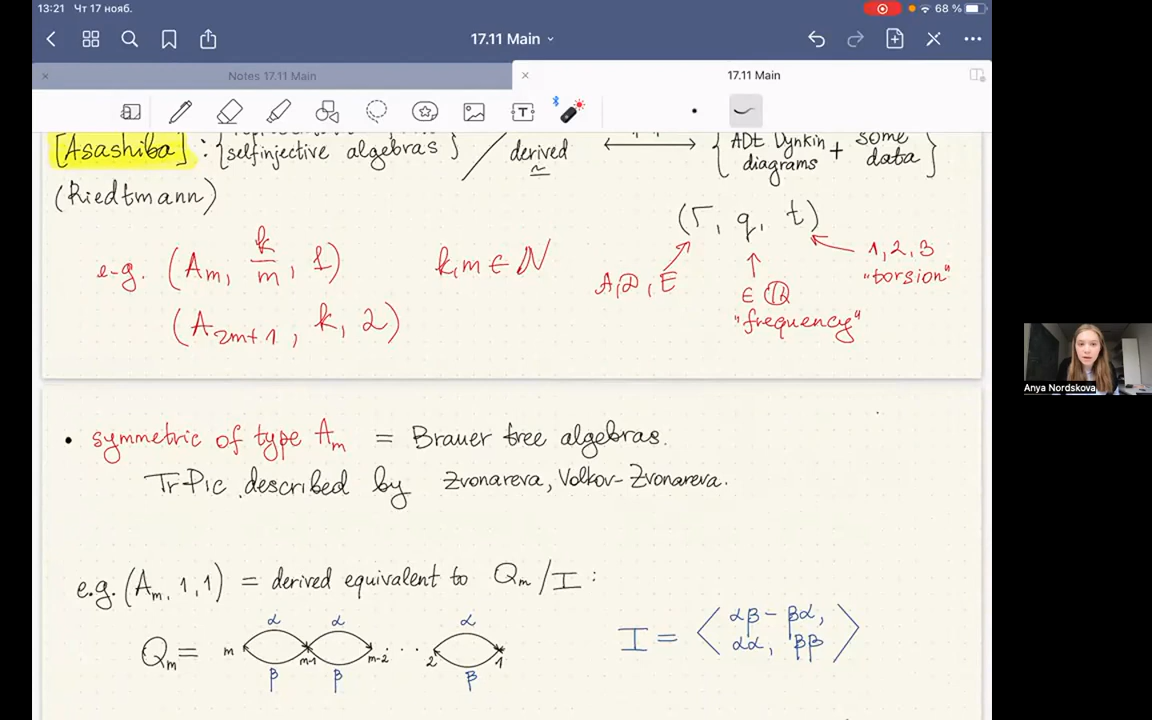 13:21 Чт 17 нояб.
68 %
17.11 Main
Notes 17.11 Main
17.11 Main
[Asashiba] : { selfinjective algebras } / derived ~ ↔ { ADE Dynkin diagrams + some data }
(Riedtmann)
(Γ, q, t)
e.g. (A_m, k/m, 1) k,m ∈ ℕ
A, D, E
∈ ℚ
"frequency"
1, 2, 3
"torsion"
(A_{2m+1}, k, 2)
• symmetric of type A_m = Brauer tree algebras.
TrPic described by Zvonareva, Volkov-Zvonareva.
e.g. (A_m, 1, 1) = derived equivalent to Q_m / I :
α α α
Q_m = m m-1 m-2 ... 2 1
β β β
I = < αβ - βα, αα, ββ >
Anya Nordskova